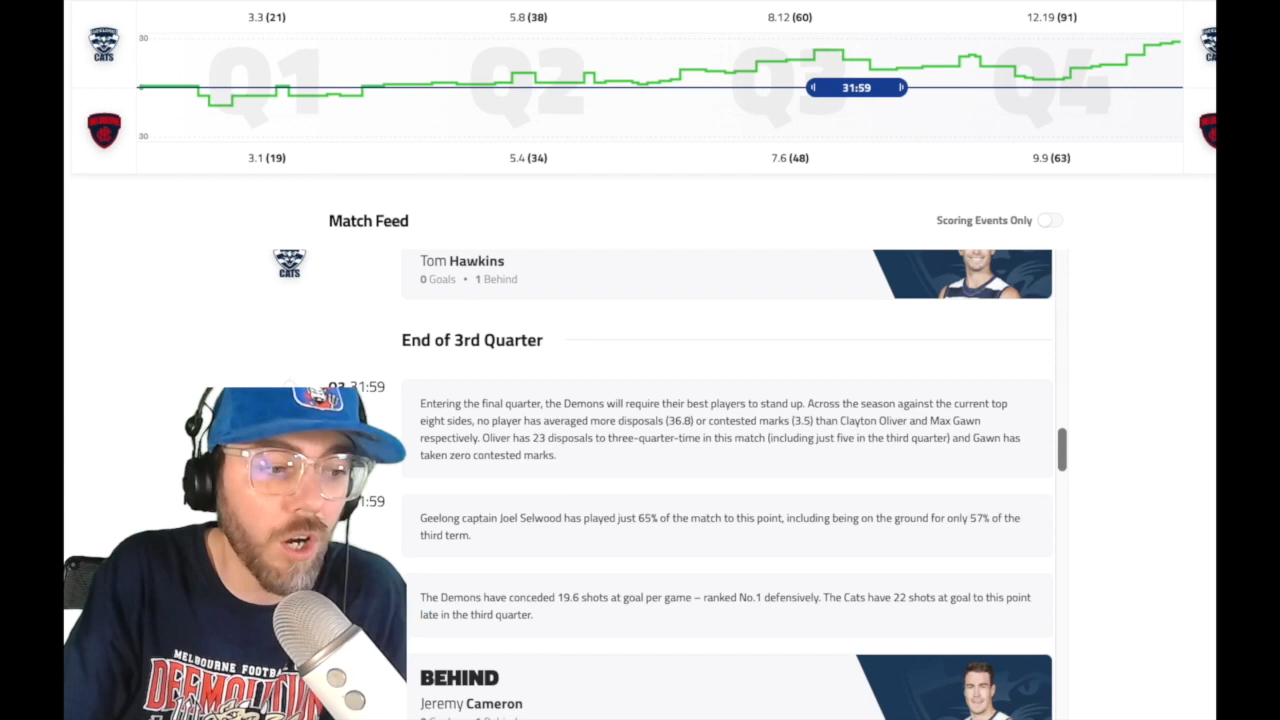 3.3 (21) 5.8 (38) 8.12 (60) 12.19 (91)
CATS
30
Q1 Q2 Q3 Q4
31:59
30
3.1 (19) 5.4 (34) 7.6 (48) 9.9 (63)
Match Feed
Scoring Events Only
CATS
Tom Hawkins
0 Goals • 1 Behind
End of 3rd Quarter
Q3 31:59
Entering the final quarter, the Demons will require their best players to stand up. Across the season against the current top
eight sides, no player has averaged more disposals (36.8) or contested marks (3.5) than Clayton Oliver and Max Gawn
respectively. Oliver has 23 disposals to three-quarter-time in this match (including just five in the third quarter) and Gawn has
taken zero contested marks.
1:59
Geelong captain Joel Selwood has played just 65% of the match to this point, including being on the ground for only 57% of the
third term.
The Demons have conceded 19.6 shots at goal per game – ranked No.1 defensively. The Cats have 22 shots at goal to this point
late in the third quarter.
BEHIND
Jeremy Cameron
MELBOURNE FOOTBA
DEEMOLITION